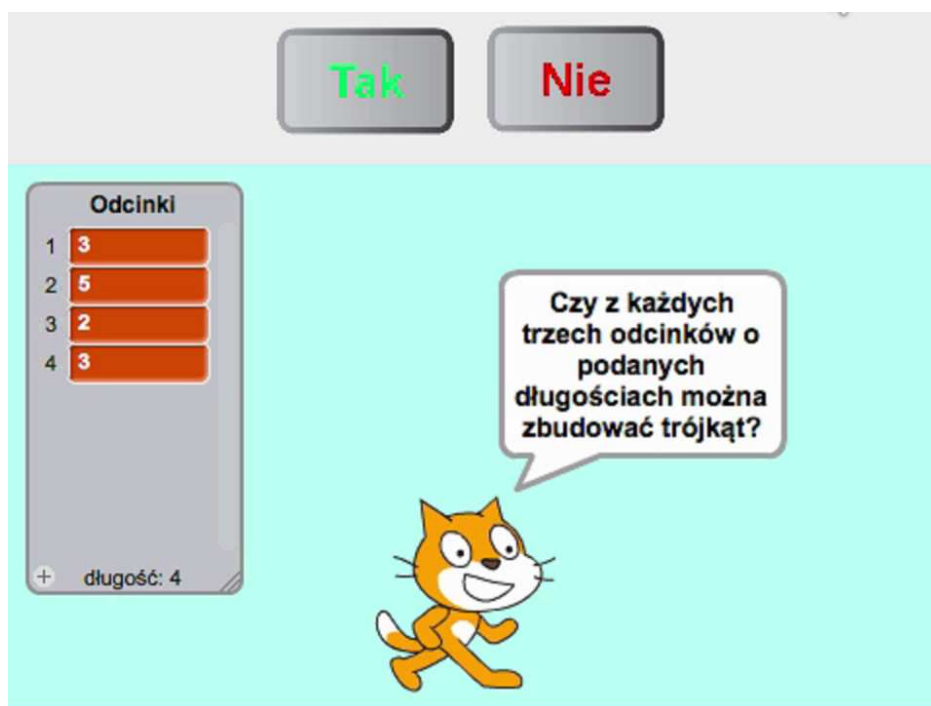 Tak
Nie
Odcinki
1 3
2 5
3 2
4 3
+ długość: 4
Czy z każdych
trzech odcinków o
podanych
długościach można
zbudować trójkąt?